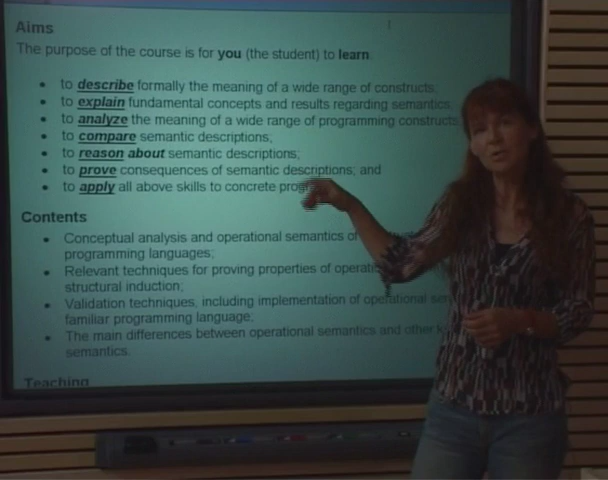 Aims
The purpose of the course is for you (the student) to learn:
• to describe formally the meaning of a wide range of constructs;
• to explain fundamental concepts and results regarding semantics;
• to analyze the meaning of a wide range of programming constructs
• to compare semantic descriptions;
• to reason about semantic descriptions;
• to prove consequences of semantic descriptions; and
• to apply all above skills to concrete
Contents
• Conceptual analysis and operational semantics of
programming languages;
• Relevant techniques for proving properties of
structural induction;
• Validation techniques, including implementation of operational
familiar programming language;
• The main differences between operational semantics and other
semantics.
Teaching